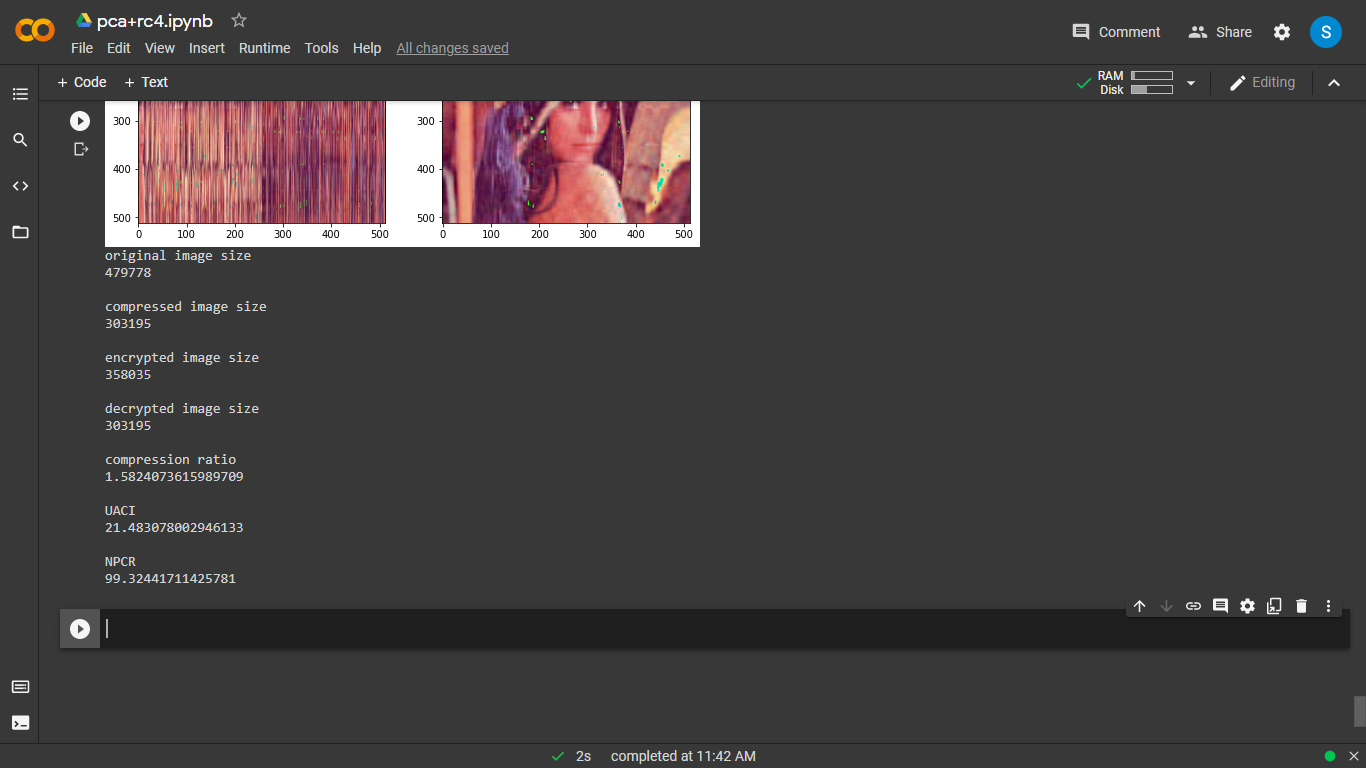 pca+rc4.ipynb
File Edit View Insert Runtime Tools Help All changes saved
Comment Share S
+ Code + Text
RAM
Disk
Editing
300 300
400 400
500 500
0 100 200 300 400 500 0 100 200 300 400 500
original image size
479778
compressed image size
303195
encrypted image size
358035
decrypted image size
303195
compression ratio
1.5824073615989709
UACI
21.483078002946133
NPCR
99.32441711425781
2s completed at 11:42 AM